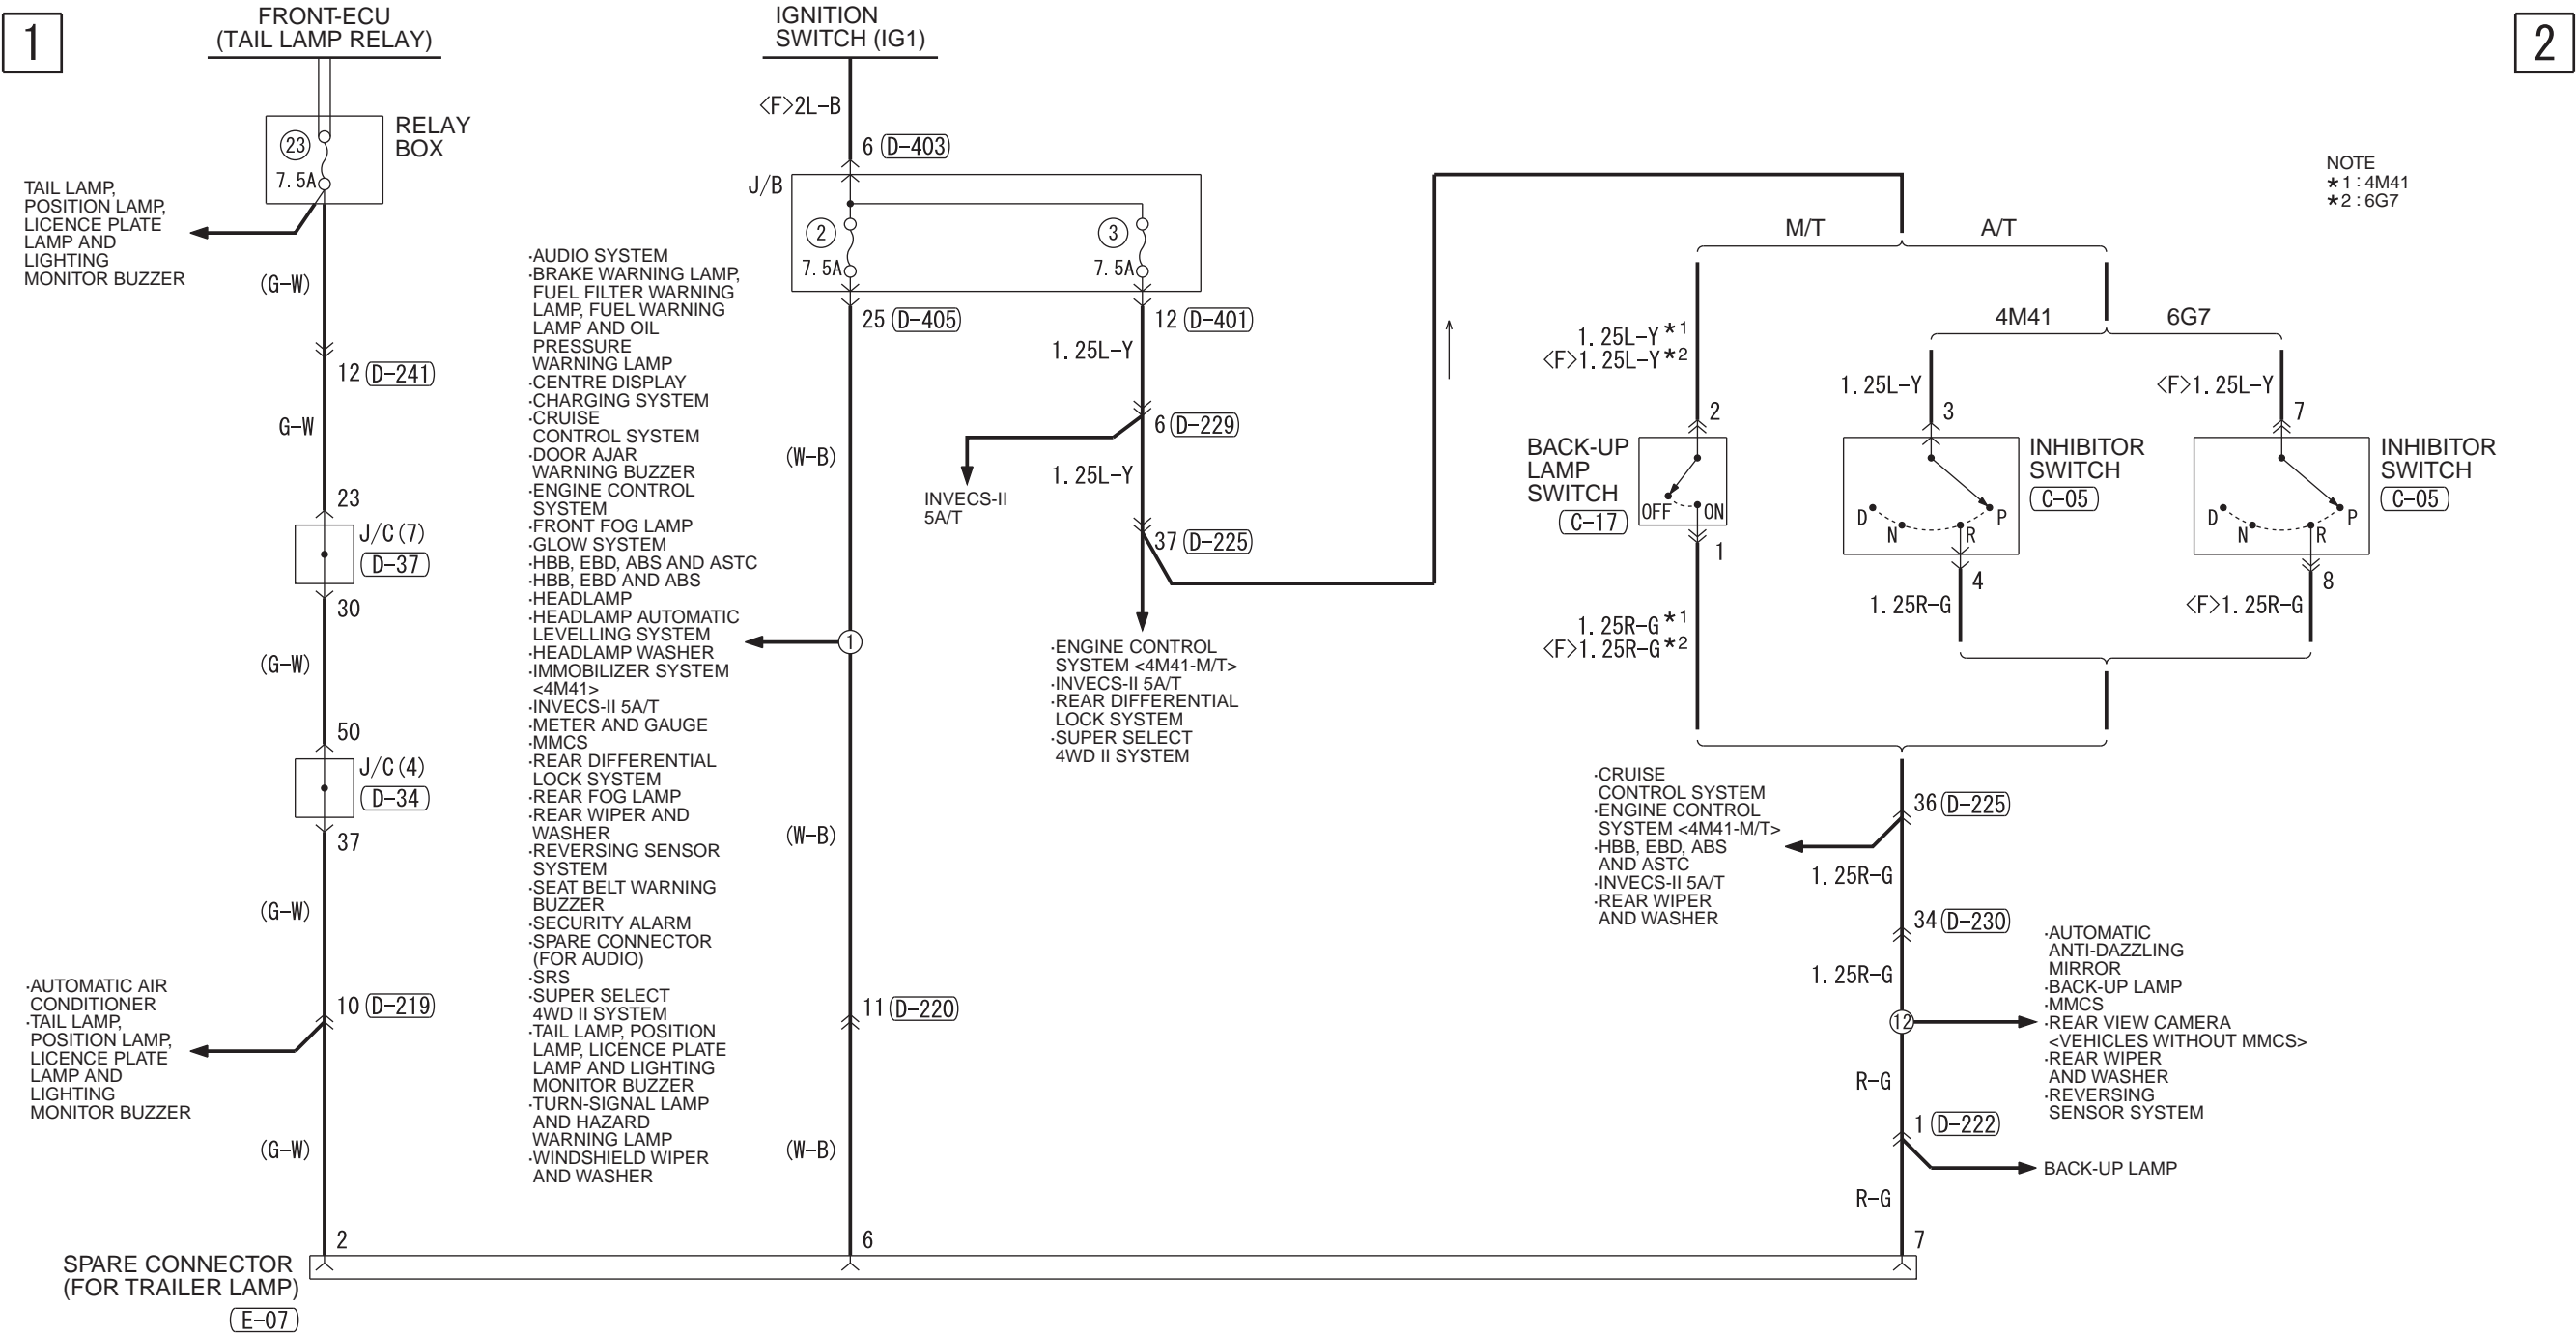 1
FRONT-ECU
(TAIL LAMP RELAY)
IGNITION
SWITCH (IG1)
2
<F>2L-B
6 D-403
23
7.5A
RELAY
BOX
J/B
2
7.5A
3
7.5A
TAIL LAMP,
POSITION LAMP,
LICENCE PLATE
LAMP AND
LIGHTING
MONITOR BUZZER
(G-W)
12 D-241
G-W
23
J/C(7)
D-37
30
(G-W)
50
J/C(4)
D-34
37
(G-W)
·AUTOMATIC AIR
CONDITIONER
·TAIL LAMP,
POSITION LAMP,
LICENCE PLATE
LAMP AND
LIGHTING
MONITOR BUZZER
10 D-219
(G-W)
2
·AUDIO SYSTEM
·BRAKE WARNING LAMP,
FUEL FILTER WARNING
LAMP, FUEL WARNING
LAMP AND OIL
PRESSURE
WARNING LAMP
·CENTRE DISPLAY
·CHARGING SYSTEM
·CRUISE
CONTROL SYSTEM
·DOOR AJAR
WARNING BUZZER
·ENGINE CONTROL
SYSTEM
·FRONT FOG LAMP
·GLOW SYSTEM
·HBB, EBD, ABS AND ASTC
·HBB, EBD AND ABS
·HEADLAMP
·HEADLAMP AUTOMATIC
LEVELLING SYSTEM
·HEADLAMP WASHER
·IMMOBILIZER SYSTEM
<4M41>
·INVECS-II 5A/T
·METER AND GAUGE
·MMCS
·REAR DIFFERENTIAL
LOCK SYSTEM
·REAR FOG LAMP
·REAR WIPER AND
WASHER
·REVERSING SENSOR
SYSTEM
·SEAT BELT WARNING
BUZZER
·SECURITY ALARM
·SPARE CONNECTOR
(FOR AUDIO)
·SRS
·SUPER SELECT
4WD II SYSTEM
·TAIL LAMP, POSITION
LAMP, LICENCE PLATE
LAMP AND LIGHTING
MONITOR BUZZER
·TURN-SIGNAL LAMP
AND HAZARD
WARNING LAMP
·WINDSHIELD WIPER
AND WASHER
25 D-405
(W-B)
1
(W-B)
11 D-220
(W-B)
6
12 D-401
1.25L-Y
6 D-229
INVECS-II
5A/T
1.25L-Y
37 D-225
·ENGINE CONTROL
SYSTEM <4M41-M/T>
·INVECS-II 5A/T
·REAR DIFFERENTIAL
LOCK SYSTEM
·SUPER SELECT
4WD II SYSTEM
NOTE
*1:4M41
*2:6G7
M/T
A/T
4M41
6G7
1.25L-Y*1
<F>1.25L-Y*2
2
BACK-UP
LAMP
SWITCH
C-17
OFF
ON
1
1.25R-G*1
<F>1.25R-G*2
1.25L-Y
3
INHIBITOR
SWITCH
C-05
D
N
R
P
4
1.25R-G
<F>1.25L-Y
7
INHIBITOR
SWITCH
C-05
D
N
R
P
8
<F>1.25R-G
36 D-225
·CRUISE
CONTROL SYSTEM
·ENGINE CONTROL
SYSTEM <4M41-M/T>
·HBB, EBD, ABS
AND ASTC
·INVECS-II 5A/T
·REAR WIPER
AND WASHER
1.25R-G
34 D-230
1.25R-G
12
·AUTOMATIC
ANTI-DAZZLING
MIRROR
·BACK-UP LAMP
·MMCS
·REAR VIEW CAMERA
<VEHICLES WITHOUT MMCS>
·REAR WIPER
AND WASHER
·REVERSING
SENSOR SYSTEM
R-G
1 D-222
BACK-UP LAMP
R-G
7
SPARE CONNECTOR
(FOR TRAILER LAMP)
E-07